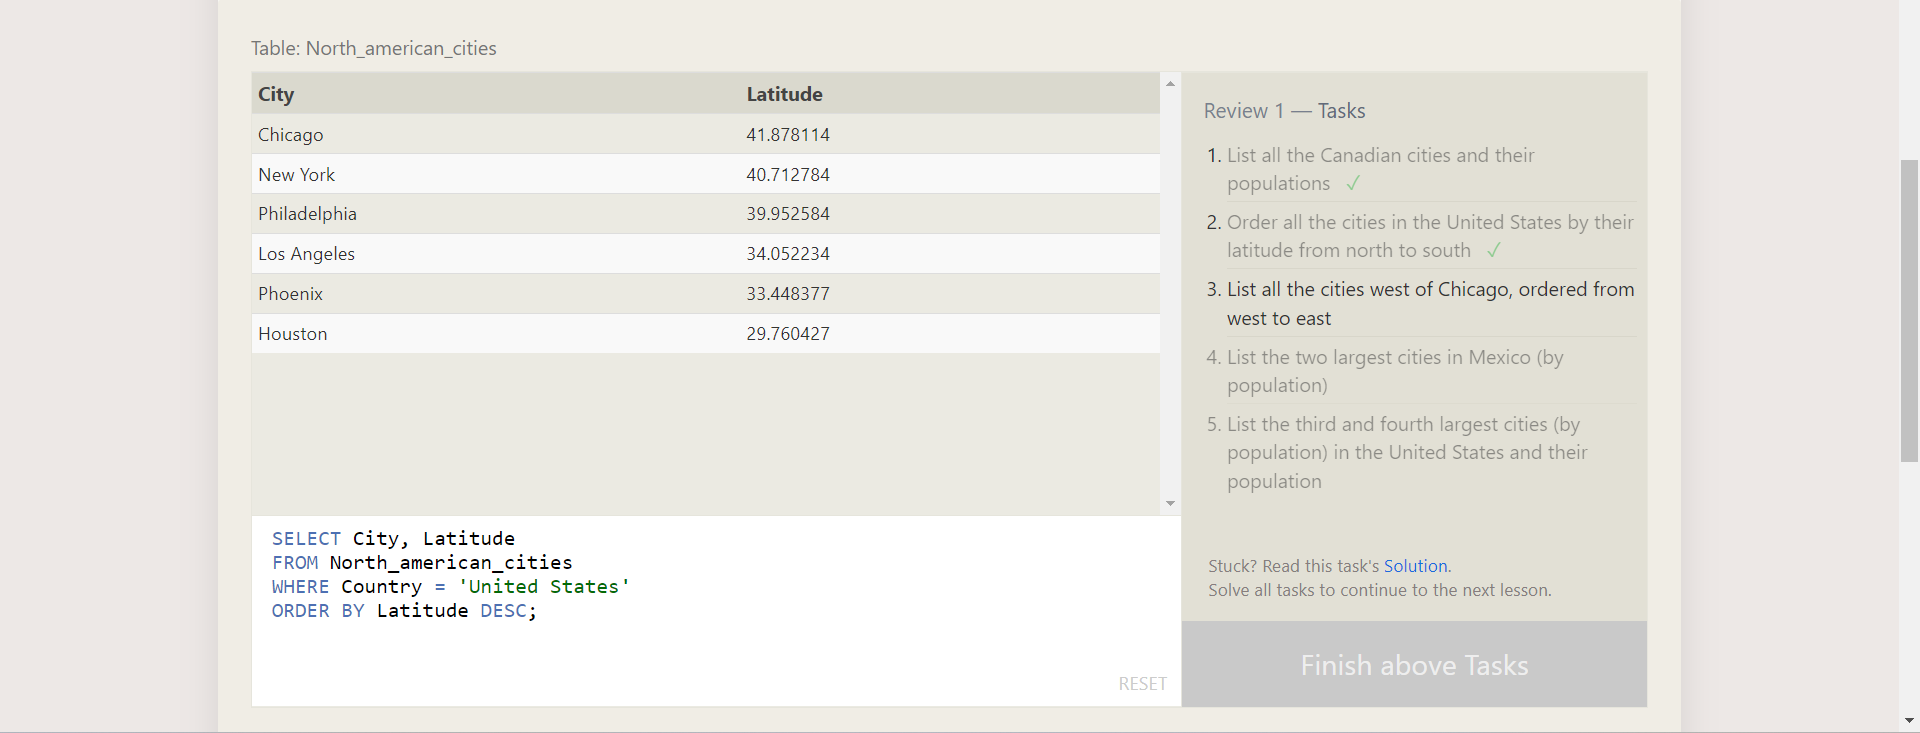 Table: North_american_cities
City Latitude
Chicago 41.878114
New York 40.712784
Philadelphia 39.952584
Los Angeles 34.052234
Phoenix 33.448377
Houston 29.760427
SELECT City, Latitude
FROM North_american_cities
WHERE Country = 'United States'
ORDER BY Latitude DESC;
RESET
Review 1 — Tasks
1. List all the Canadian cities and their
populations ✓
2. Order all the cities in the United States by their
latitude from north to south ✓
3. List all the cities west of Chicago, ordered from
west to east
4. List the two largest cities in Mexico (by
population)
5. List the third and fourth largest cities (by
population) in the United States and their
population
Stuck? Read this task's Solution.
Solve all tasks to continue to the next lesson.
Finish above Tasks